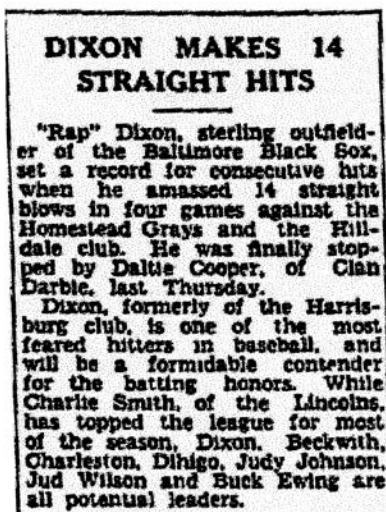 DIXON MAKES 14
STRAIGHT HITS
"Rap" Dixon, sterling outfield-
er of the Baltimore Black Sox,
set a record for consecutive hits
when he amassed 14 straight
blows in four games against the
Homestead Grays and the Hill-
dale club. He was finally stop-
ped by Daltie Cooper, of Clan
Darbie, last Thursday.
Dixon, formerly of the Harris-
burg club, is one of the most
feared hitters in baseball, and
will be a formidable contender
for the batting honors. While
Charlie Smith, of the Lincolns,
has topped the league for most
of the season, Dixon, Beckwith,
Charleston, Dihigo, Judy Johnson,
Jud Wilson and Buck Ewing are
all potential leaders.